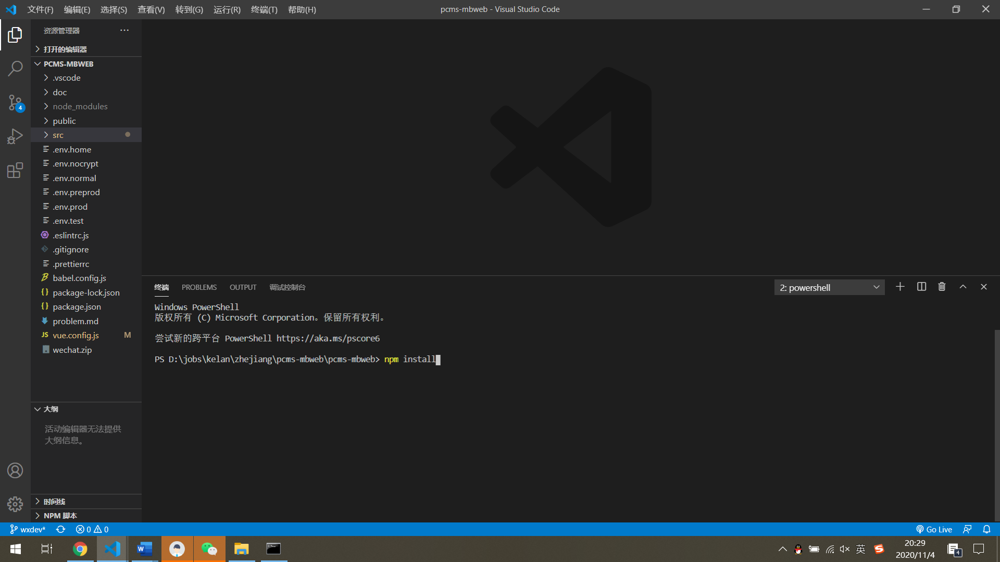 文件(F) 编辑(E) 选择(S) 查看(V) 转到(G) 运行(R) 终端(T) 帮助(H)
pcms-mbweb - Visual Studio Code
资源管理器
打开的编辑器
PCMS-MBWEB
.vscode
doc
node_modules
public
src
.env.home
.env.nocrypt
.env.normal
.env.preprod
.env.prod
.env.test
.eslintrc.js
.gitignore
.prettierrc
babel.config.js
package-lock.json
package.json
problem.md
JS vue.config.js M
wechat.zip
大纲
活动编辑器无法提供
大纲信息。
时间线
NPM 脚本
4
终端 PROBLEMS OUTPUT 调试控制台
2: powershell
Windows PowerShell
版权所有 (C) Microsoft Corporation。保留所有权利。
尝试新的跨平台 PowerShell https://aka.ms/pscore6
PS D:\jobs\kelan\zhejiang\pcms-mbweb\pcms-mbweb> npm install
wxdev* 0 0
Go Live
英
20:29
2020/11/4
4